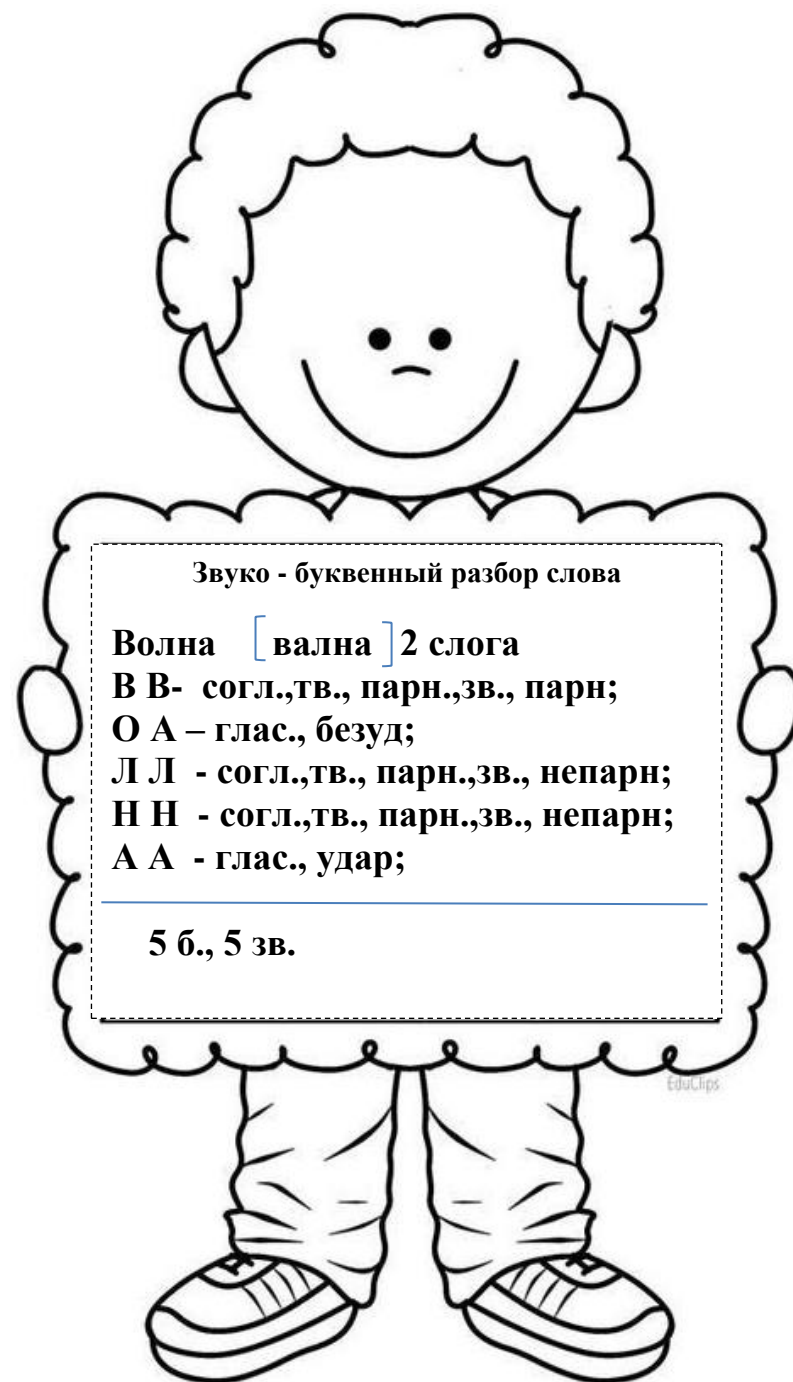 Звуко - буквенный разбор слова
Волна [ вална ] 2 слога
В В- согл.,тв., парн.,зв., парн;
О А – глас., безуд;
Л Л - согл.,тв., парн.,зв., непарн;
Н Н - согл.,тв., парн.,зв., непарн;
А А - глас., удар;
5 б., 5 зв.
EduClips